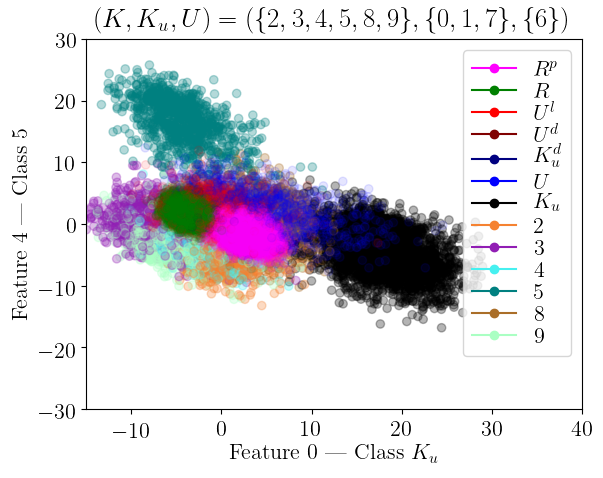 (K, K_u, U) = ({2, 3, 4, 5, 8, 9}, {0, 1, 7}, {6})
30
20
10
0
−10
−20
−30
Feature 4 — Class 5
−10 0 10 20 30 40
Feature 0 — Class K_u
R^p
R
U^l
U^d
K_u^d
U
K_u
2
3
4
5
8
9